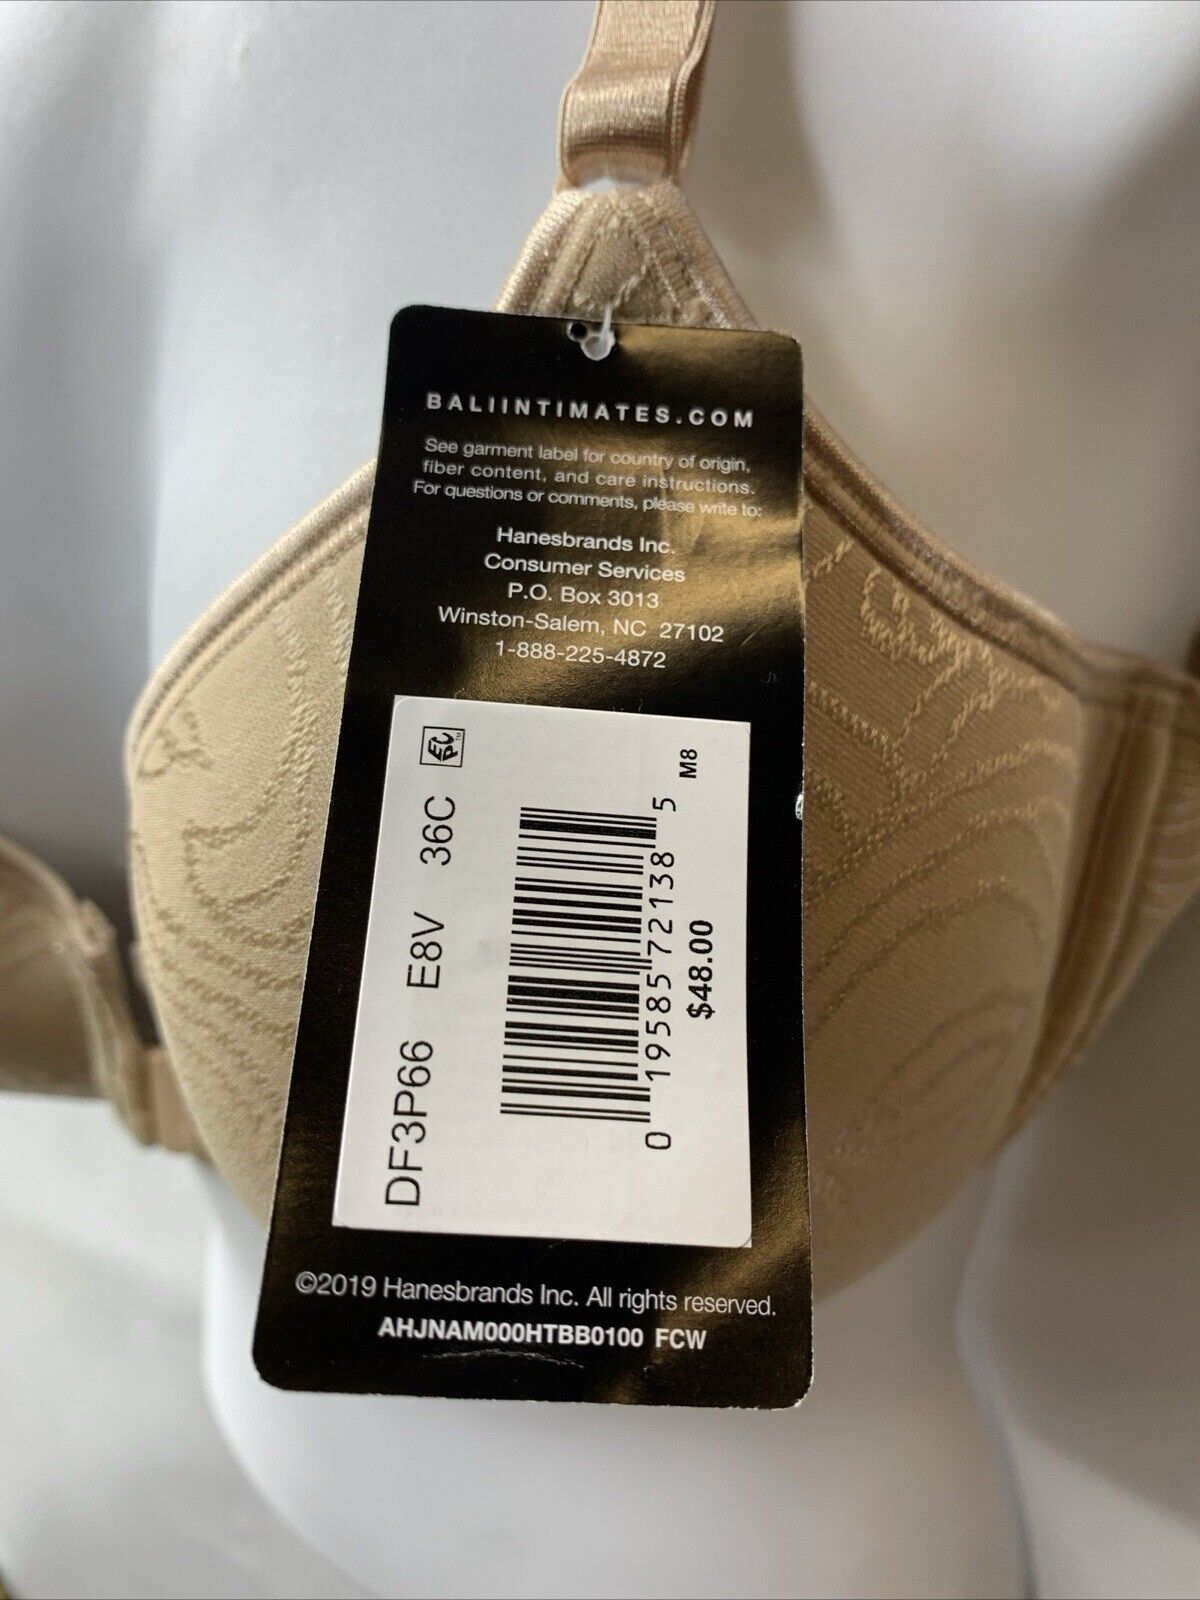 BALIINTIMATES.COM
See garment label for country of origin,
fiber content, and care instructions.
For questions or comments, please write to:
Hanesbrands Inc.
Consumer Services
P.O. Box 3013
Winston-Salem, NC 27102
1-888-225-4872
DF3P66 E8V 36C
0 19585 72138 5
M8
$48.00
©2019 Hanesbrands Inc. All rights reserved.
AHJNAM000HTBB0100 FCW